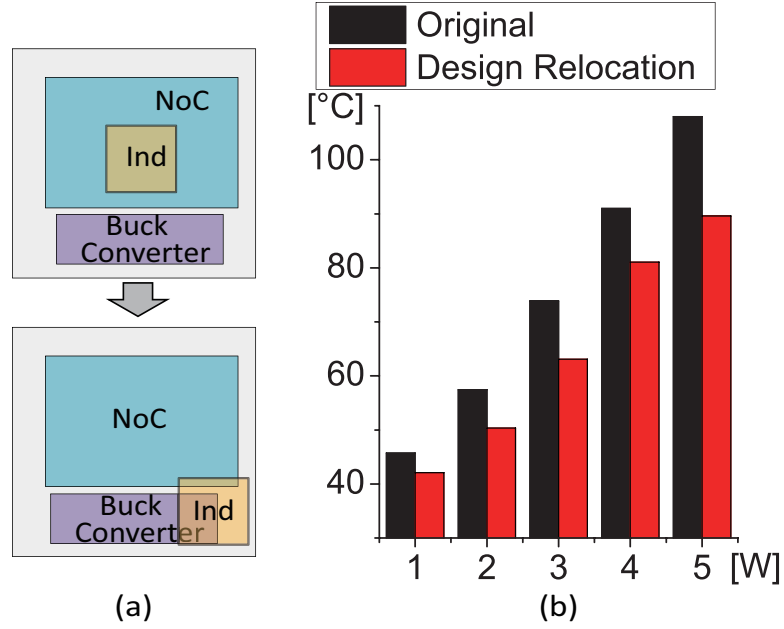 NoC
Ind
Buck
Converter
NoC
Buck
Converter
Ind
(a)
Original
Design Relocation
[°C]
100
80
60
40
1 2 3 4 5 [W]
(b)